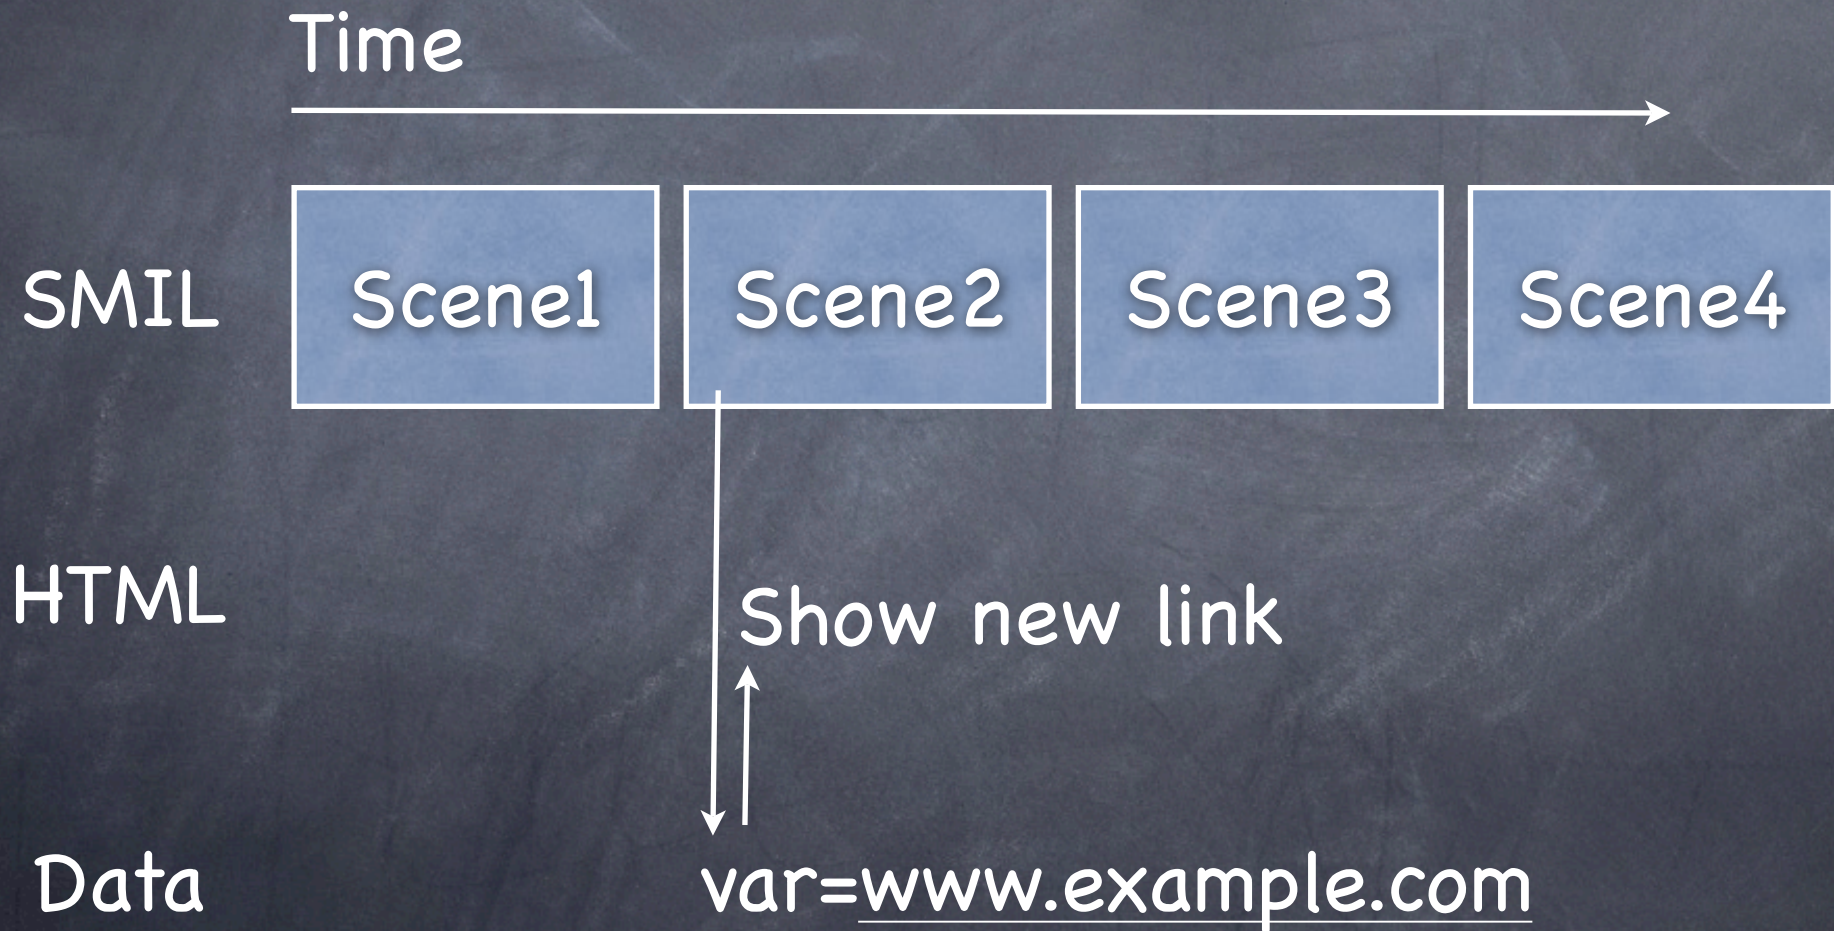 Time
SMIL Scene1 Scene2 Scene3 Scene4
HTML
Show new link
Data var=www.example.com